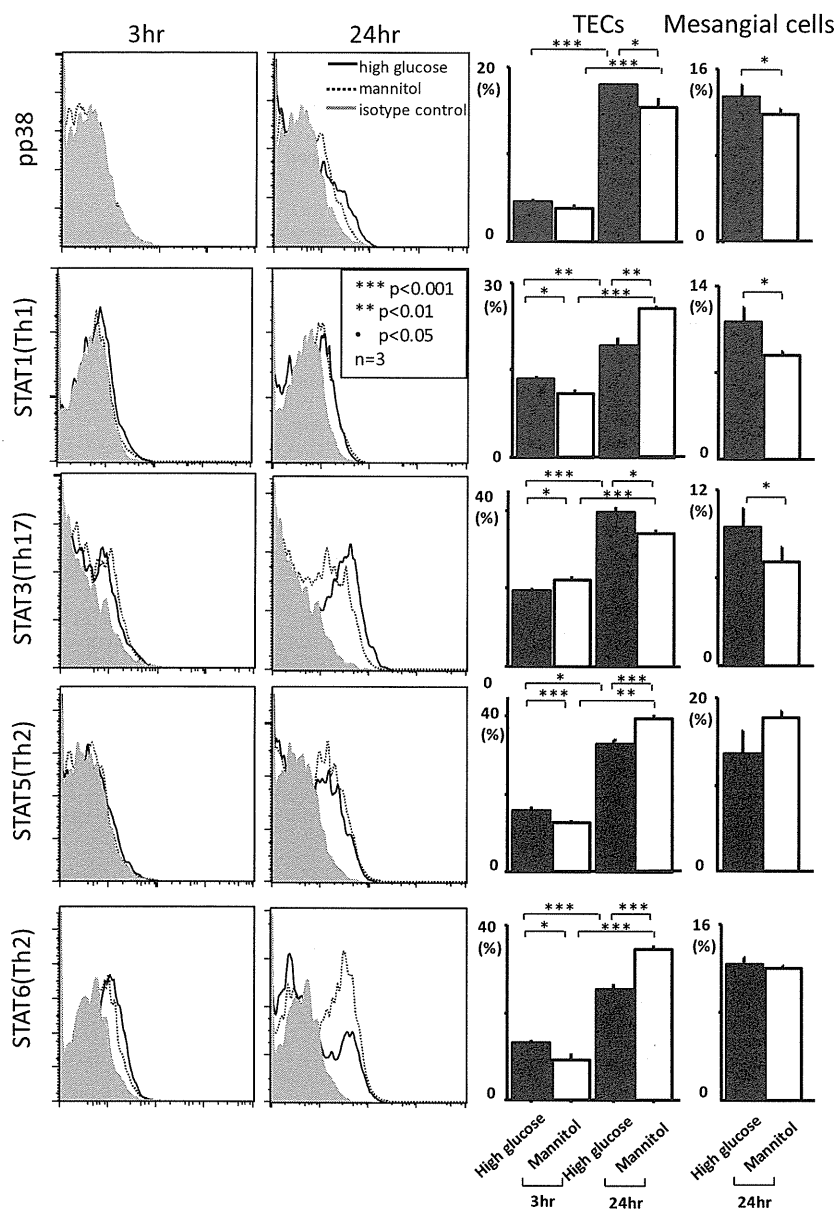 3hr
24hr
TECs
Mesangial cells
pp38
high glucose
mannitol
isotype control
***
*
***
20
(%)
0
*
16
(%)
0
STAT1(Th1)
*** p<0.001
** p<0.01
• p<0.05
n=3
**
**
*
***
30
(%)
0
*
14
(%)
0
STAT3(Th17)
***
*
*
***
40
(%)
0
*
12
(%)
0
STAT5(Th2)
*
***
***
**
40
(%)
0
20
(%)
0
STAT6(Th2)
***
***
*
***
40
(%)
0
16
(%)
0
High glucose
Mannitol
High glucose
Mannitol
High glucose
Mannitol
3hr
24hr
24hr